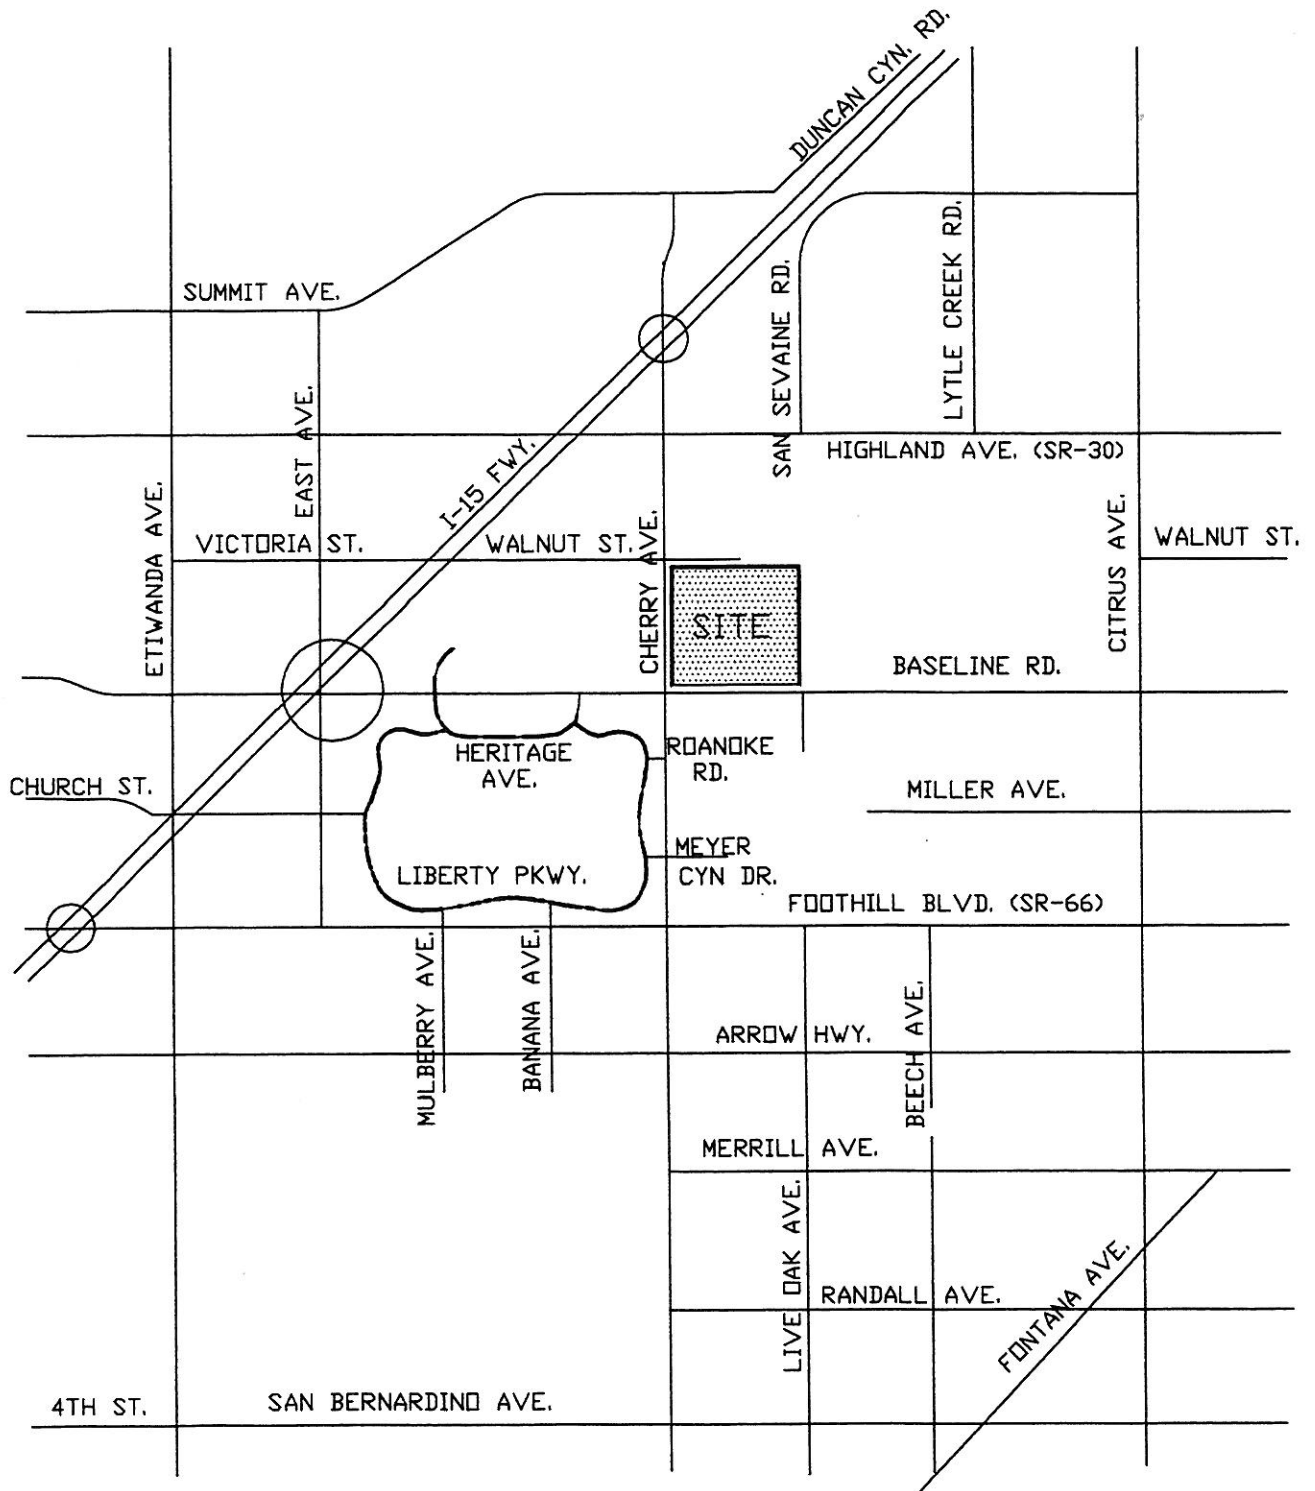 DUNCAN CYN. RD.
SUMMIT AVE.
SAN SEVAINE RD.
LYTLE CREEK RD.
EAST AVE.
I-15 FWY.
HIGHLAND AVE. (SR-30)
ETIWANDA AVE.
VICTORIA ST.
WALNUT ST.
CHERRY AVE.
CITRUS AVE.
WALNUT ST.
SITE
BASELINE RD.
HERITAGE
AVE.
ROANOKE
RD.
CHURCH ST.
MILLER AVE.
LIBERTY PKWY.
MEYER
CYN DR.
FOOTHILL BLVD. (SR-66)
MULBERRY AVE.
BANANA AVE.
ARROW HWY.
BEECH AVE.
MERRILL AVE.
LIVE OAK AVE.
RANDALL AVE.
FONTANA AVE.
4TH ST.
SAN BERNARDINO AVE.